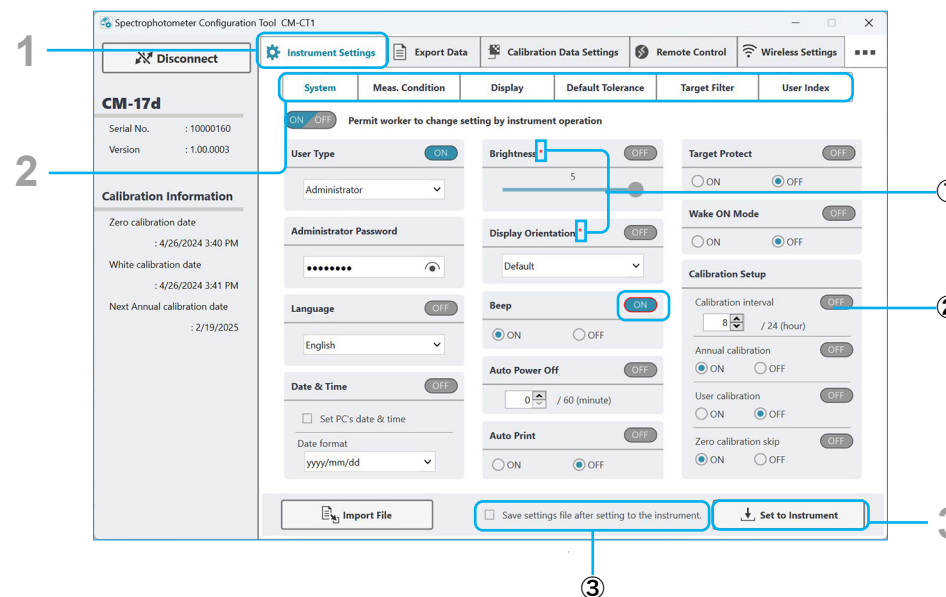 Spectrophotometer Configuration Tool CM-CT1
1
Disconnect
Instrument Settings
Export Data
Calibration Data Settings
Remote Control
Wireless Settings
System
Meas. Condition
Display
Default Tolerance
Target Filter
User Index
CM-17d
Serial No. : 10000160
Version : 1.00.0003
2
Calibration Information
Zero calibration date
: 4/26/2024 3:40 PM
White calibration date
: 4/26/2024 3:41 PM
Next Annual calibration date
: 2/19/2025
ON OFF Permit worker to change setting by instrument operation
User Type ON
Administrator
Administrator Password
••••••••
Language OFF
English
Date & Time OFF
Set PC's date & time
Date format
yyyy/mm/dd
Brightness * OFF
5
Display Orientation * OFF
Default
Beep ON
ON OFF
Auto Power Off OFF
0 / 60 (minute)
Auto Print OFF
ON OFF
Target Protect OFF
ON OFF
Wake ON Mode OFF
ON OFF
Calibration Setup
Calibration interval OFF
8 / 24 (hour)
Annual calibration OFF
ON OFF
User calibration OFF
ON OFF
Zero calibration skip OFF
ON OFF
Import File
Save settings file after setting to the instrument.
Set to Instrument
③